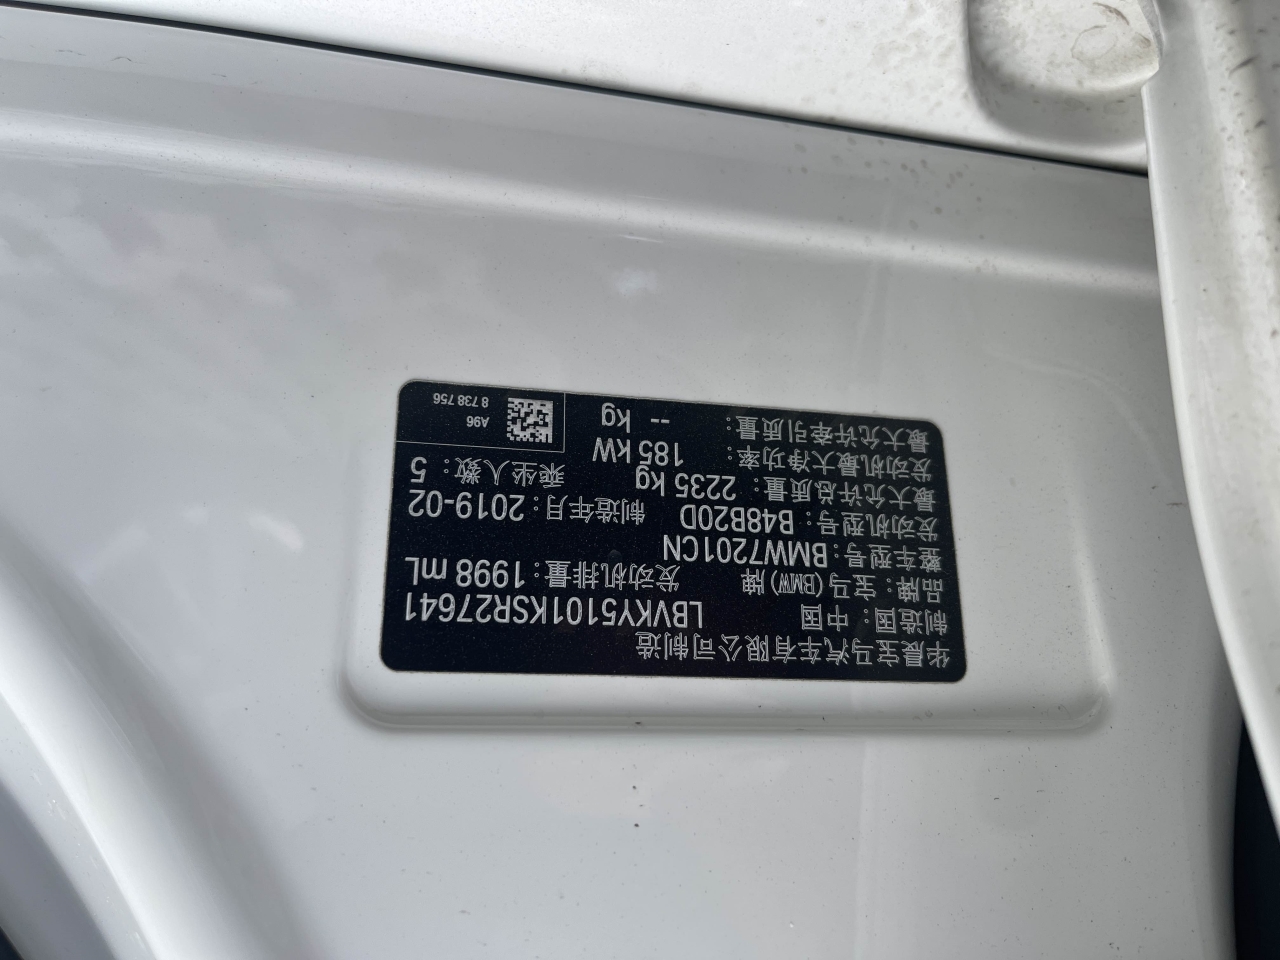 华晨宝马汽车有限公司制造
制造国：中国 LBVKY5101KSR27641
品牌：宝马(BMW)牌 发动机排量：1998 mL
整车型号：BMW7201CN
发动机型号：B48B20D 制造年月：2019-02
最大允许总质量：2235 kg 乘坐人数：5
发动机最大净功率：185 kW
最大允许牵引质量：-- kg
A96
8 738 756